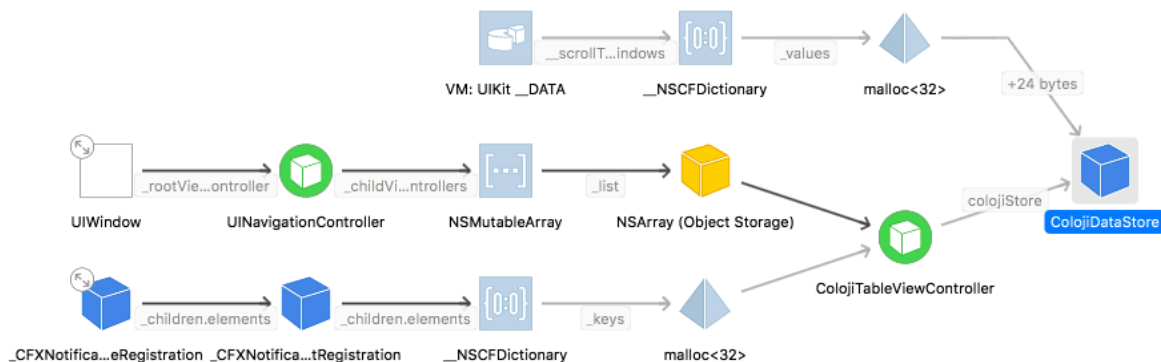 __scrollT...indows
_values
+24 bytes
VM: UIKit __DATA
__NSCFDictionary
malloc<32>
_rootVie...ontroller
_childVi...ntrollers
_list
colojiStore
UIWindow
UINavigationController
NSMutableArray
NSArray (Object Storage)
ColojiDataStore
ColojiTableViewController
_children.elements
_children.elements
_keys
_CFXNotifica...eRegistration
_CFXNotifica...tRegistration
__NSCFDictionary
malloc<32>